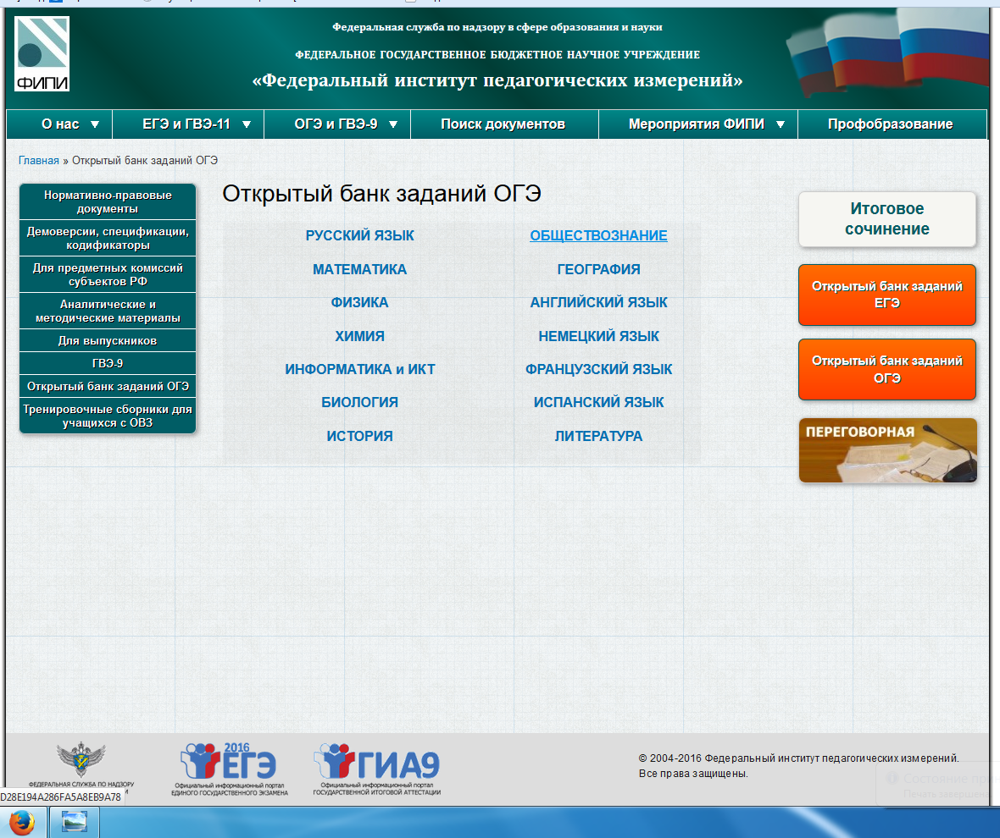 ФИПИ
Федеральная служба по надзору в сфере образования и науки
ФЕДЕРАЛЬНОЕ ГОСУДАРСТВЕННОЕ БЮДЖЕТНОЕ НАУЧНОЕ УЧРЕЖДЕНИЕ
«Федеральный институт педагогических измерений»
О нас
ЕГЭ и ГВЭ-11
ОГЭ и ГВЭ-9
Поиск документов
Мероприятия ФИПИ
Профобразование
Главная » Открытый банк заданий ОГЭ
Нормативно-правовые
документы
Демоверсии, спецификации,
кодификаторы
Для предметных комиссий
субъектов РФ
Аналитические и
методические материалы
Для выпускников
ГВЭ-9
Открытый банк заданий ОГЭ
Тренировочные сборники для
учащихся с ОВЗ
Открытый банк заданий ОГЭ
РУССКИЙ ЯЗЫК
ОБЩЕСТВОЗНАНИЕ
МАТЕМАТИКА
ГЕОГРАФИЯ
ФИЗИКА
АНГЛИЙСКИЙ ЯЗЫК
ХИМИЯ
НЕМЕЦКИЙ ЯЗЫК
ИНФОРМАТИКА и ИКТ
ФРАНЦУЗСКИЙ ЯЗЫК
БИОЛОГИЯ
ИСПАНСКИЙ ЯЗЫК
ИСТОРИЯ
ЛИТЕРАТУРА
Итоговое
сочинение
Открытый банк заданий
ЕГЭ
Открытый банк заданий
ОГЭ
ПЕРЕГОВОРНАЯ
ФЕДЕРАЛЬНАЯ СЛУЖБА ПО НАДЗОРУ
2016
ЕГЭ
Официальный информационный портал
ЕДИНОГО ГОСУДАРСТВЕННОГО ЭКЗАМЕНА
ГИА9
Официальный информационный портал
ГОСУДАРСТВЕННОЙ ИТОГОВОЙ АТТЕСТАЦИИ
© 2004-2016 Федеральный институт педагогических измерений.
Все права защищены.
Состояние при
Печать завершена
D28E194A286FA5A8EB9A78